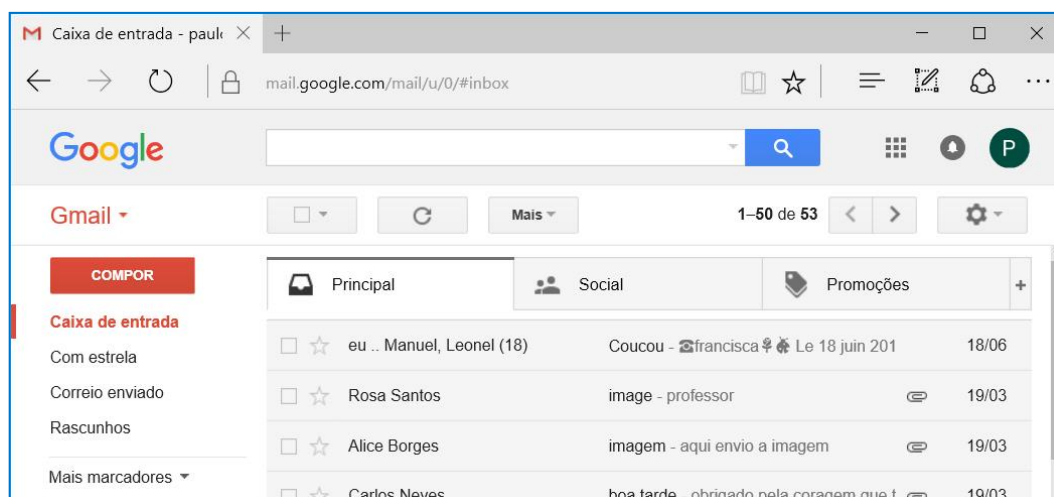 Caixa de entrada - paulo
mail.google.com/mail/u/0/#inbox
Google
P
Gmail
Mais
1–50 de 53
COMPOR
Principal
Social
Promoções
+
Caixa de entrada
Com estrela
Correio enviado
Rascunhos
Mais marcadores
eu .. Manuel, Leonel (18) Coucou - ☎francisca Le 18 juin 201 18/06
Rosa Santos image - professor 19/03
Alice Borges imagem - aqui envio a imagem 19/03
Carlos Neves boa tarde - obrigado pela coragem que t 19/03